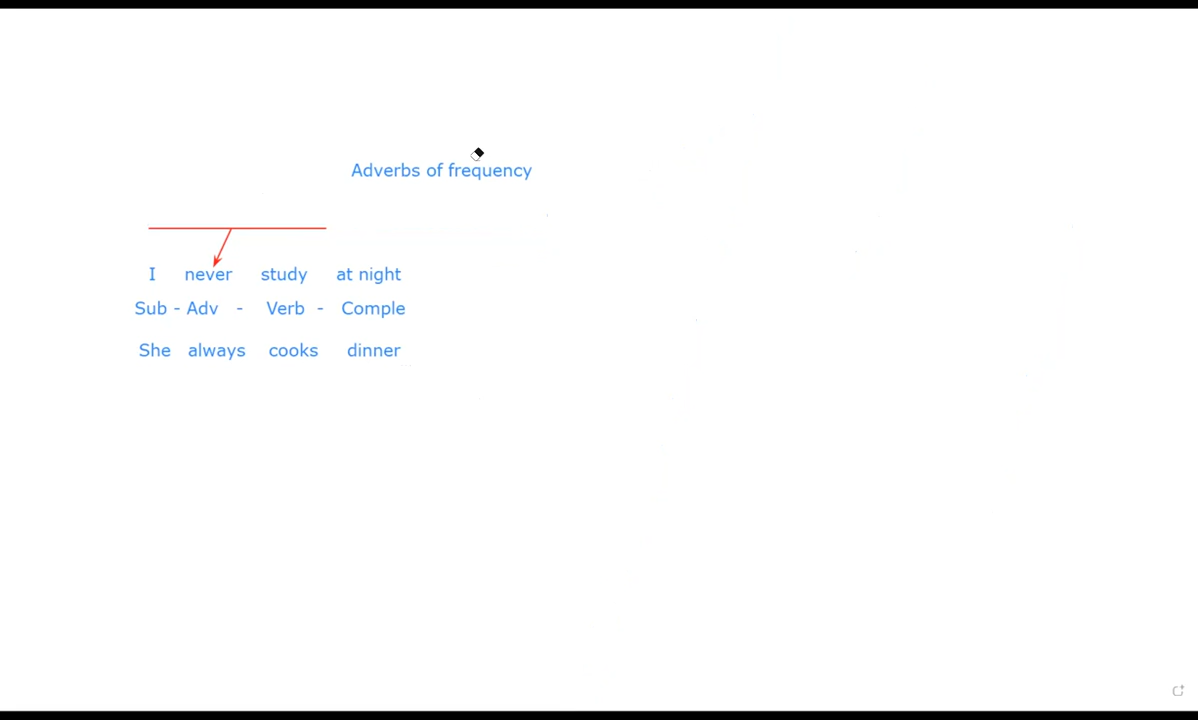 Adverbs of frequency
I never study at night
Sub - Adv - Verb - Comple
She always cooks dinner